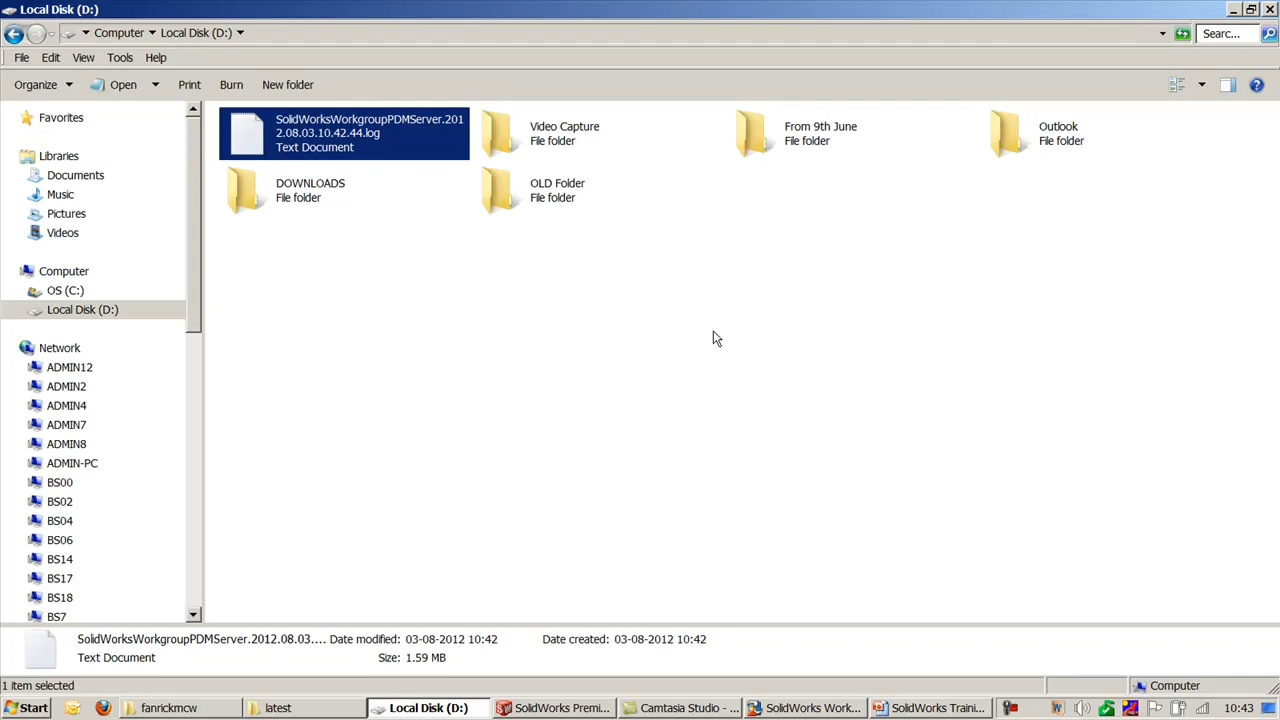 Local Disk (D:)
Computer Local Disk (D:) Searc...
File Edit View Tools Help
Organize Open Print Burn New folder
Favorites
Libraries
Documents
Music
Pictures
Videos
Computer
OS (C:)
Local Disk (D:)
Network
ADMIN12
ADMIN2
ADMIN4
ADMIN7
ADMIN8
ADMIN-PC
BS00
BS02
BS04
BS06
BS14
BS17
BS18
BS7
SolidWorksWorkgroupPDMServer.201
2.08.03.10.42.44.log
Text Document
Video Capture
File folder
From 9th June
File folder
Outlook
File folder
DOWNLOADS
File folder
OLD Folder
File folder
SolidWorksWorkgroupPDMServer.2012.08.03.... Date modified: 03-08-2012 10:42 Date created: 03-08-2012 10:42
Text Document Size: 1.59 MB
1 item selected Computer
Start fanrickmcw latest Local Disk (D:) SolidWorks Premi... Camtasia Studio - ... SolidWorks Work... SolidWorks Traini... 10:43